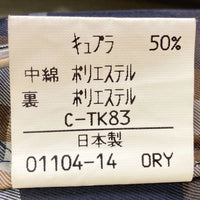 キュプラ 50%
中綿 ポリエステル
裏 ポリエステル
C-TK83
日本製
01104-14 ORY